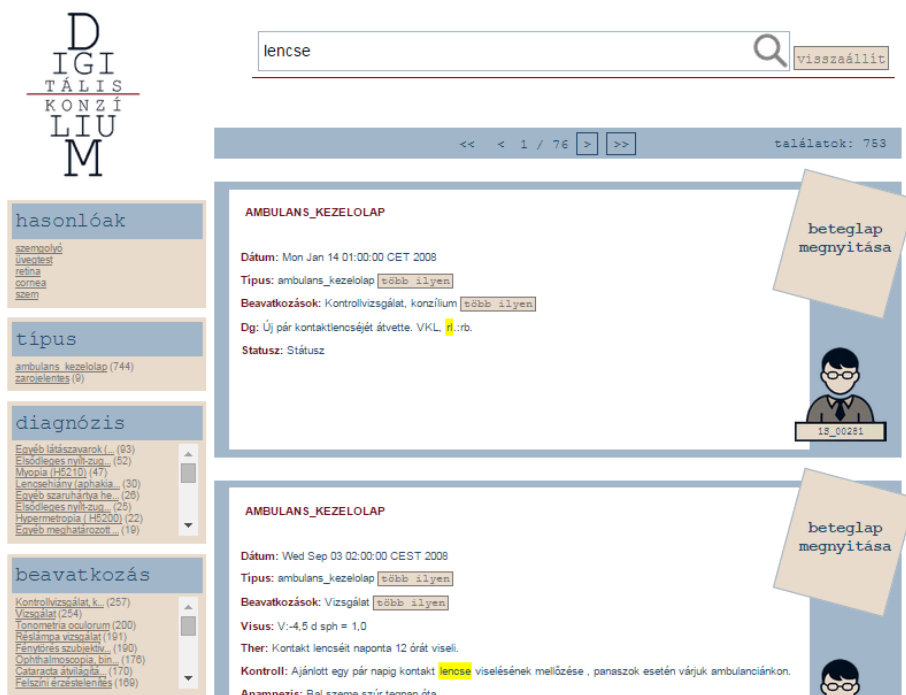 D
IGI
TÁLIS
KONZÍ
LIU
M
lencse
visszaállít
<< < 1 / 76 > >>
találatok: 753
hasonlóak
szemgolyó
üvegtest
retina
cornea
szem
típus
ambulans_kezelolap (744)
zarojelentes (9)
diagnózis
Egyéb látászavarok (... (93)
Elsődleges nyílt-zug... (52)
Myopia (H5210) (47)
Lencsehiány (aphakia... (30)
Egyéb szaruhártya he... (26)
Elsődleges nyílt-zug... (25)
Hypermetropia ( H5200) (22)
Egyéb meghatározott ... (19)
beavatkozás
Kontrollvizsgálat, k... (257)
Vizsgálat (254)
Tonometria oculorum (200)
Réslámpa vizsgálat (191)
Fénytörés szubjektív... (190)
Ophthalmoscopia, bin... (176)
Cataracta átvilágítá... (170)
Felszíni érzéstelenítés (169)
AMBULANS_KEZELOLAP
Dátum: Mon Jan 14 01:00:00 CET 2008
Típus: ambulans_kezelolap több ilyen
Beavatkozások: Kontrollvizsgálat, konzílium több ilyen
Dg: Új pár kontaktlencséjét átvette. VKL, rl.:rb.
Statusz: Státusz
beteglap
megnyitása
1S_00281
AMBULANS_KEZELOLAP
Dátum: Wed Sep 03 02:00:00 CEST 2008
Típus: ambulans_kezelolap több ilyen
Beavatkozások: Vizsgálat több ilyen
Visus: V:-4,5 d sph = 1,0
Ther: Kontakt lencséit naponta 12 órát viseli.
Kontroll: Ajánlott egy pár napig kontakt lencse viselésének mellőzése , panaszok esetén várjuk ambulanciánkon.
Anamnezis: Bal szeme szúr tegnap óta
beteglap
megnyitása